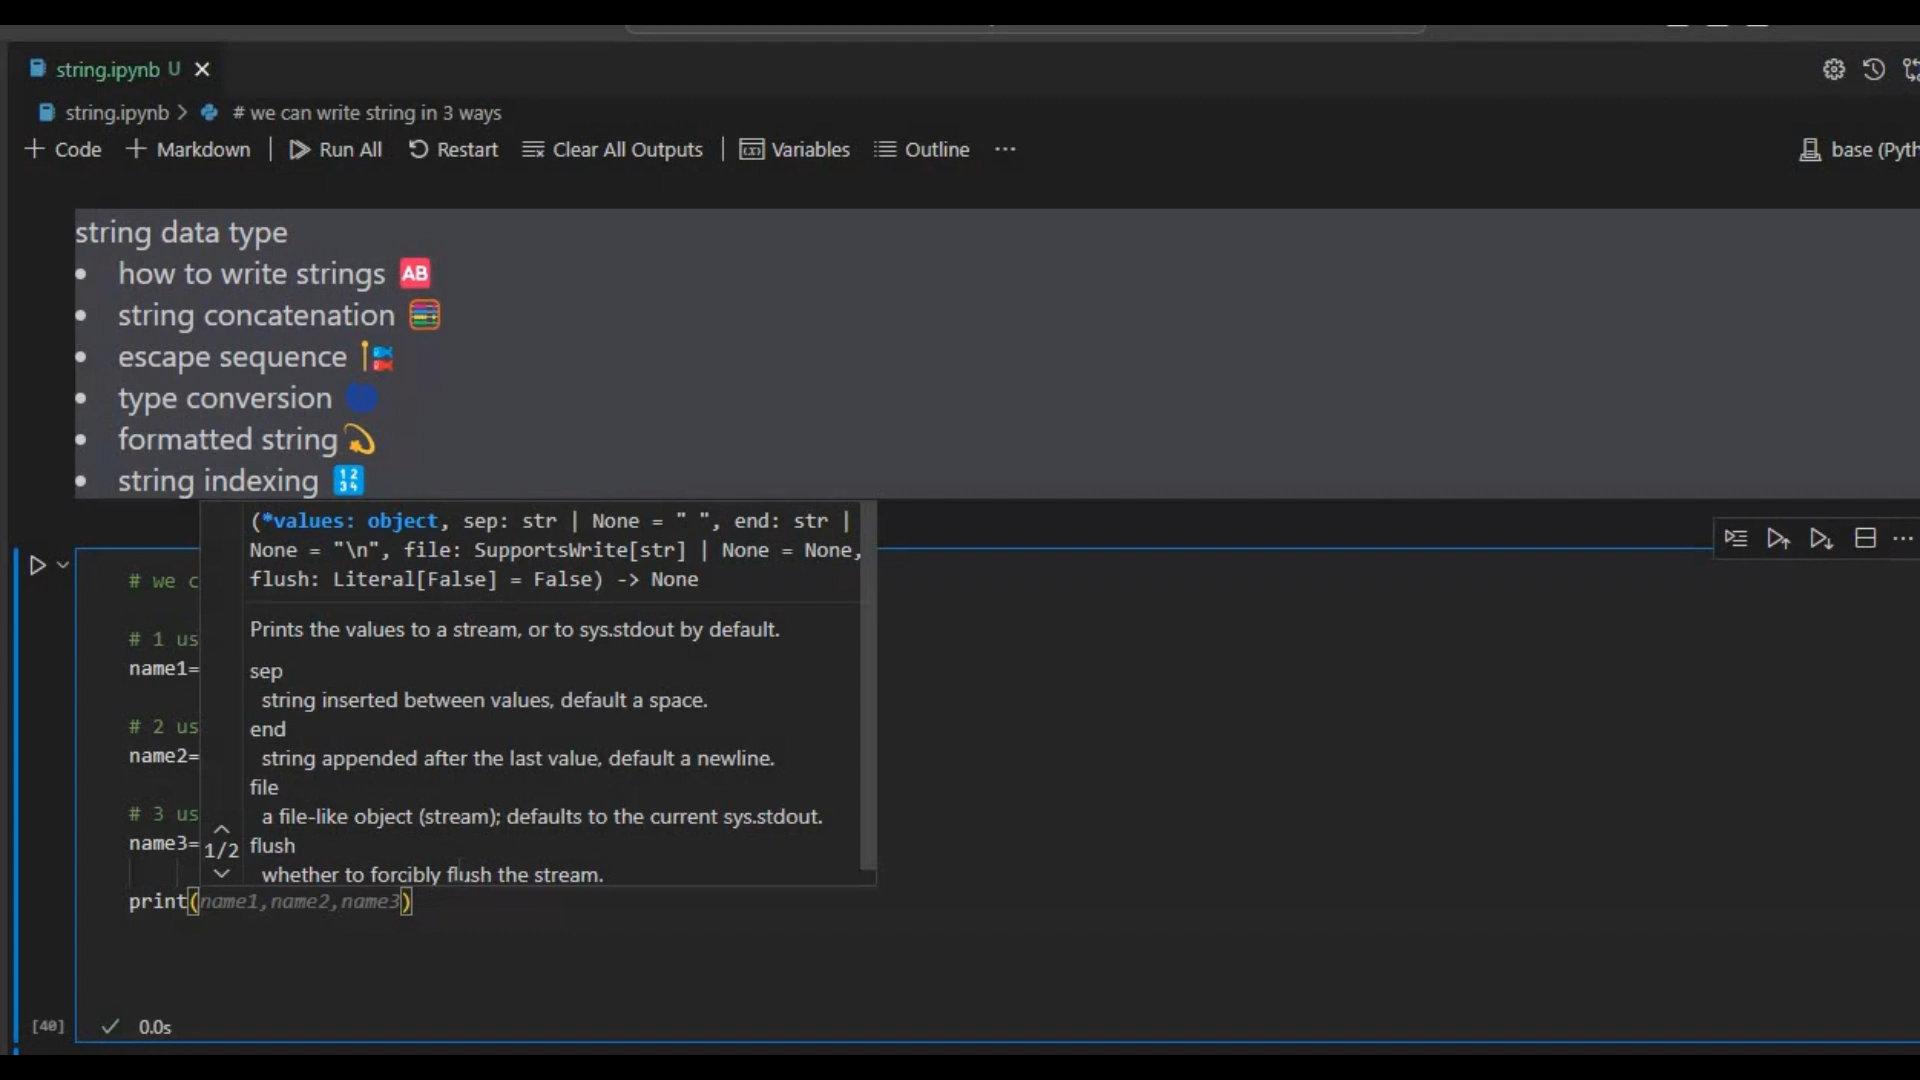 string.ipynb U
string.ipynb > # we can write string in 3 ways
+ Code + Markdown | Run All Restart Clear All Outputs | Variables Outline ···
base (Pyth
string data type
• how to write strings 🆎
• string concatenation 🧮
• escape sequence 🎏
• type conversion 🔵
• formatted string 💫
• string indexing 🔢
(*values: object, sep: str | None = " ", end: str |
None = "\n", file: SupportsWrite[str] | None = None,
flush: Literal[False] = False) -> None
# we c
Prints the values to a stream, or to sys.stdout by default.
# 1 us
name1=
sep
string inserted between values, default a space.
# 2 us
end
name2=
string appended after the last value, default a newline.
file
# 3 us
a file-like object (stream); defaults to the current sys.stdout.
name3=
1/2
flush
whether to forcibly flush the stream.
print(name1,name2,name3)
[40] ✓ 0.0s